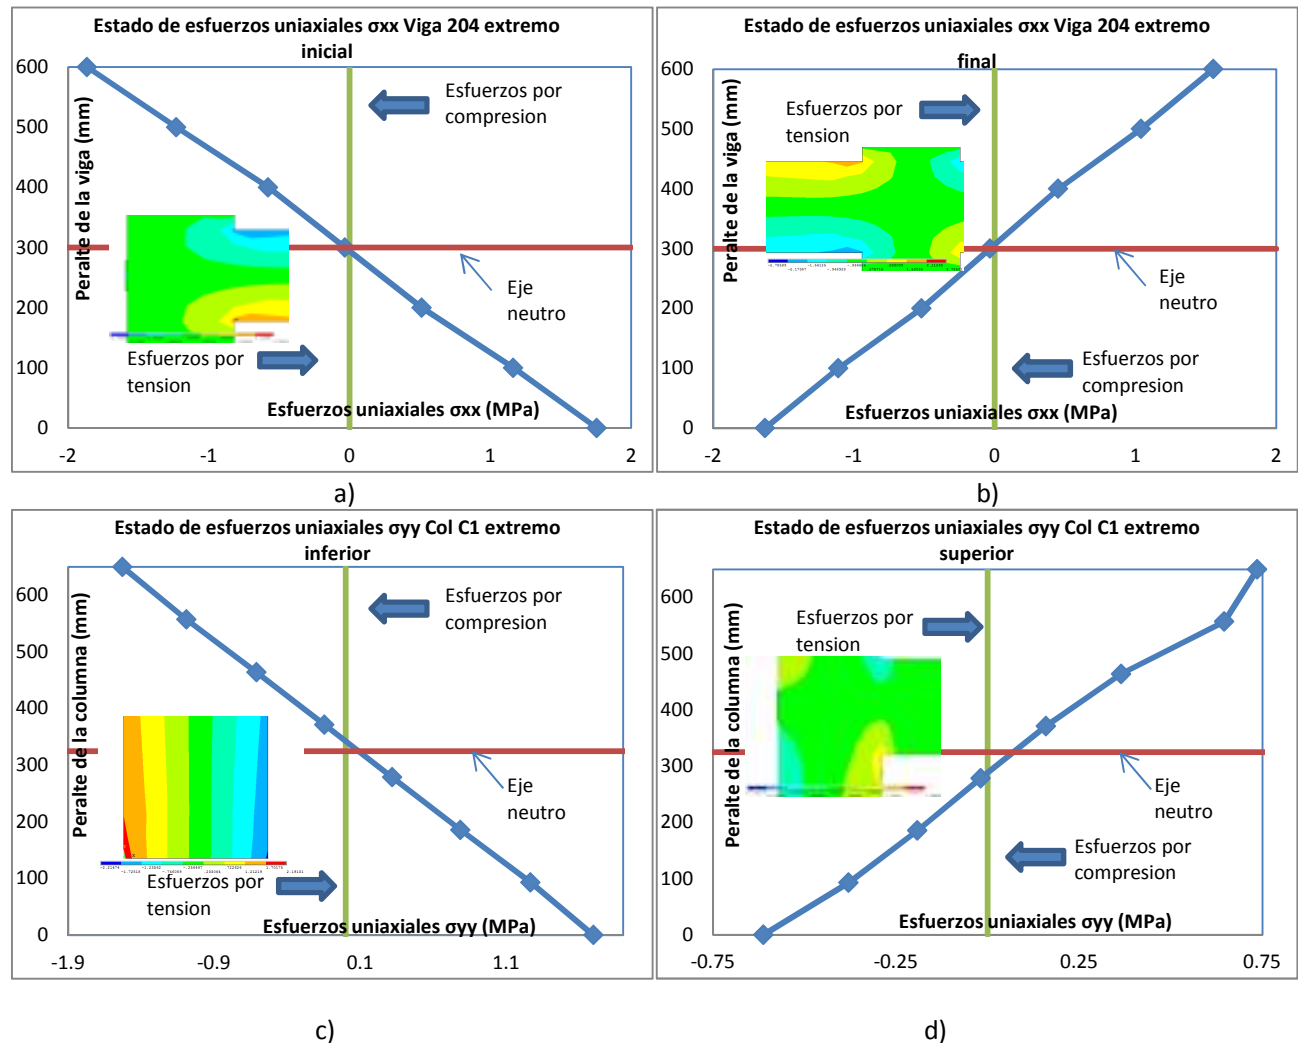 Estado de esfuerzos uniaxiales σxx Viga 204 extremo
inicial
Peralte de la viga (mm)
600
500
400
300
200
100
0
-2
-1
0
1
2
Esfuerzos por
compresion
Eje
neutro
Esfuerzos por
tension
Esfuerzos uniaxiales σxx (MPa)
a)
Estado de esfuerzos uniaxiales σxx Viga 204 extremo
final
Peralte de la viga (mm)
600
500
400
300
200
100
0
-2
-1
0
1
2
Esfuerzos por
tension
Eje
neutro
Esfuerzos por
compresion
Esfuerzos uniaxiales σxx (MPa)
b)
Estado de esfuerzos uniaxiales σyy Col C1 extremo
inferior
Peralte de la columna (mm)
600
500
400
300
200
100
0
-1.9
-0.9
0.1
1.1
Esfuerzos por
compresion
Eje
neutro
Esfuerzos por
tension
Esfuerzos uniaxiales σyy (MPa)
c)
Estado de esfuerzos uniaxiales σyy Col C1 extremo
superior
Peralte de la columna (mm)
600
500
400
300
200
100
0
-0.75
-0.25
0.25
0.75
Esfuerzos por
tension
Eje
neutro
Esfuerzos por
compresion
Esfuerzos uniaxiales σyy (MPa)
d)